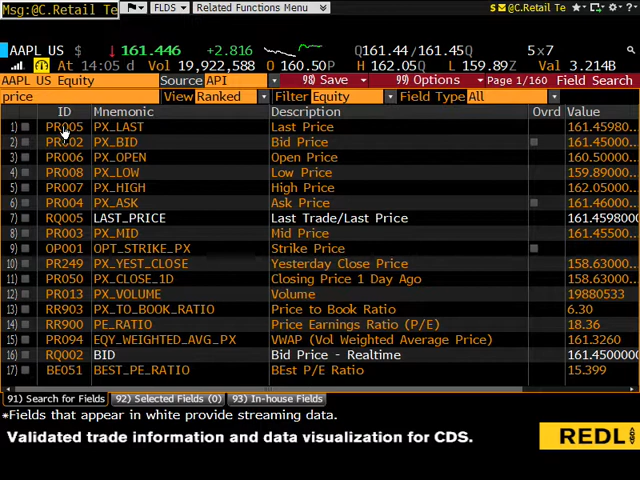 Msg:@C.Retail Te FLDS Related Functions Menu @C.Retail Te
AAPL US $ ↓161.446 +2.816 Q161.44 / 161.45Q 5x7
At 14:05 d Vol 19,922,588 O 160.50P H 162.05Q L 159.89Z Val 3.214B
AAPL US Equity Source API 98) Save 99) Options Page 1/160 Field Search
price View Ranked Filter Equity Field Type All
ID Mnemonic Description Ovrd Value
1) PR005 PX_LAST Last Price 161.45980...
2) PR002 PX_BID Bid Price 161.45000...
3) PR006 PX_OPEN Open Price 160.50000...
4) PR008 PX_LOW Low Price 159.89000...
5) PR007 PX_HIGH High Price 162.05000...
6) PR004 PX_ASK Ask Price 161.46000...
7) RQ005 LAST_PRICE Last Trade/Last Price 161.4598000
8) PR003 PX_MID Mid Price 161.45500...
9) OP001 OPT_STRIKE_PX Strike Price
10) PR249 PX_YEST_CLOSE Yesterday Close Price 158.63000...
11) PR050 PX_CLOSE_1D Closing Price 1 Day Ago 158.63000...
12) PR013 PX_VOLUME Volume 19880533
13) RR903 PX_TO_BOOK_RATIO Price to Book Ratio 6.30
14) RR900 PE_RATIO Price Earnings Ratio (P/E) 18.36
15) PR094 EQY_WEIGHTED_AVG_PX VWAP (Vol Weighted Average Price) 161.3260
16) RQ002 BID Bid Price - Realtime 161.4500000
17) BE051 BEST_PE_RATIO BEst P/E Ratio 15.399
91) Search for Fields 92) Selected Fields (0) 93) In-house Fields
*Fields that appear in white provide streaming data.
Validated trade information and data visualization for CDS. REDL